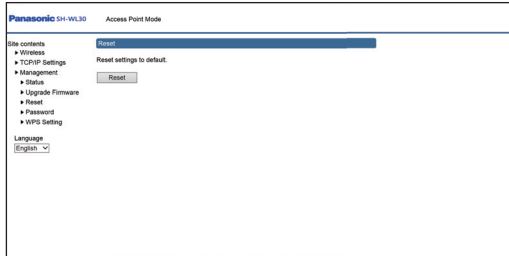 Panasonic SH-WL30 Access Point Mode
Site contents
Wireless
TCP/IP Settings
Management
Status
Upgrade Firmware
Reset
Password
WPS Setting
Language
English
Reset
Reset settings to default.
Reset